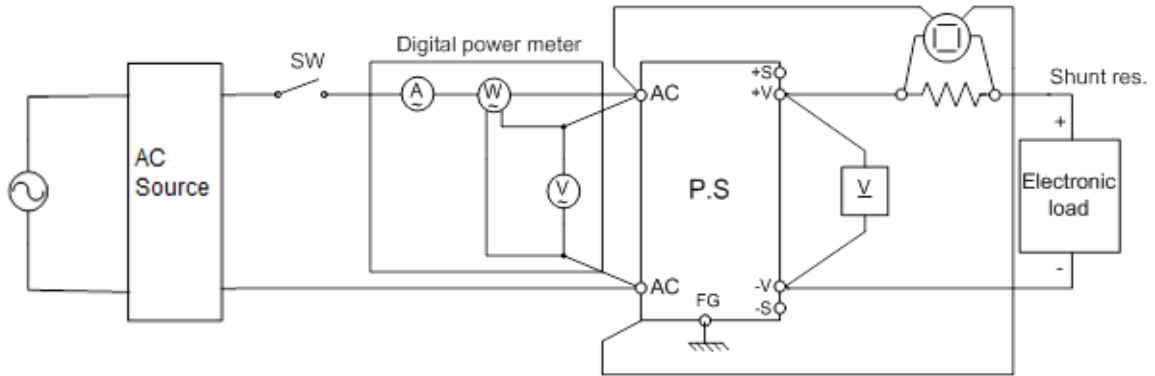 Digital power meter
SW
Shunt res.
A
W
V
AC
Source
AC
AC
P.S
FG
+S
+V
-V
-S
V
+
Electronic
load
-